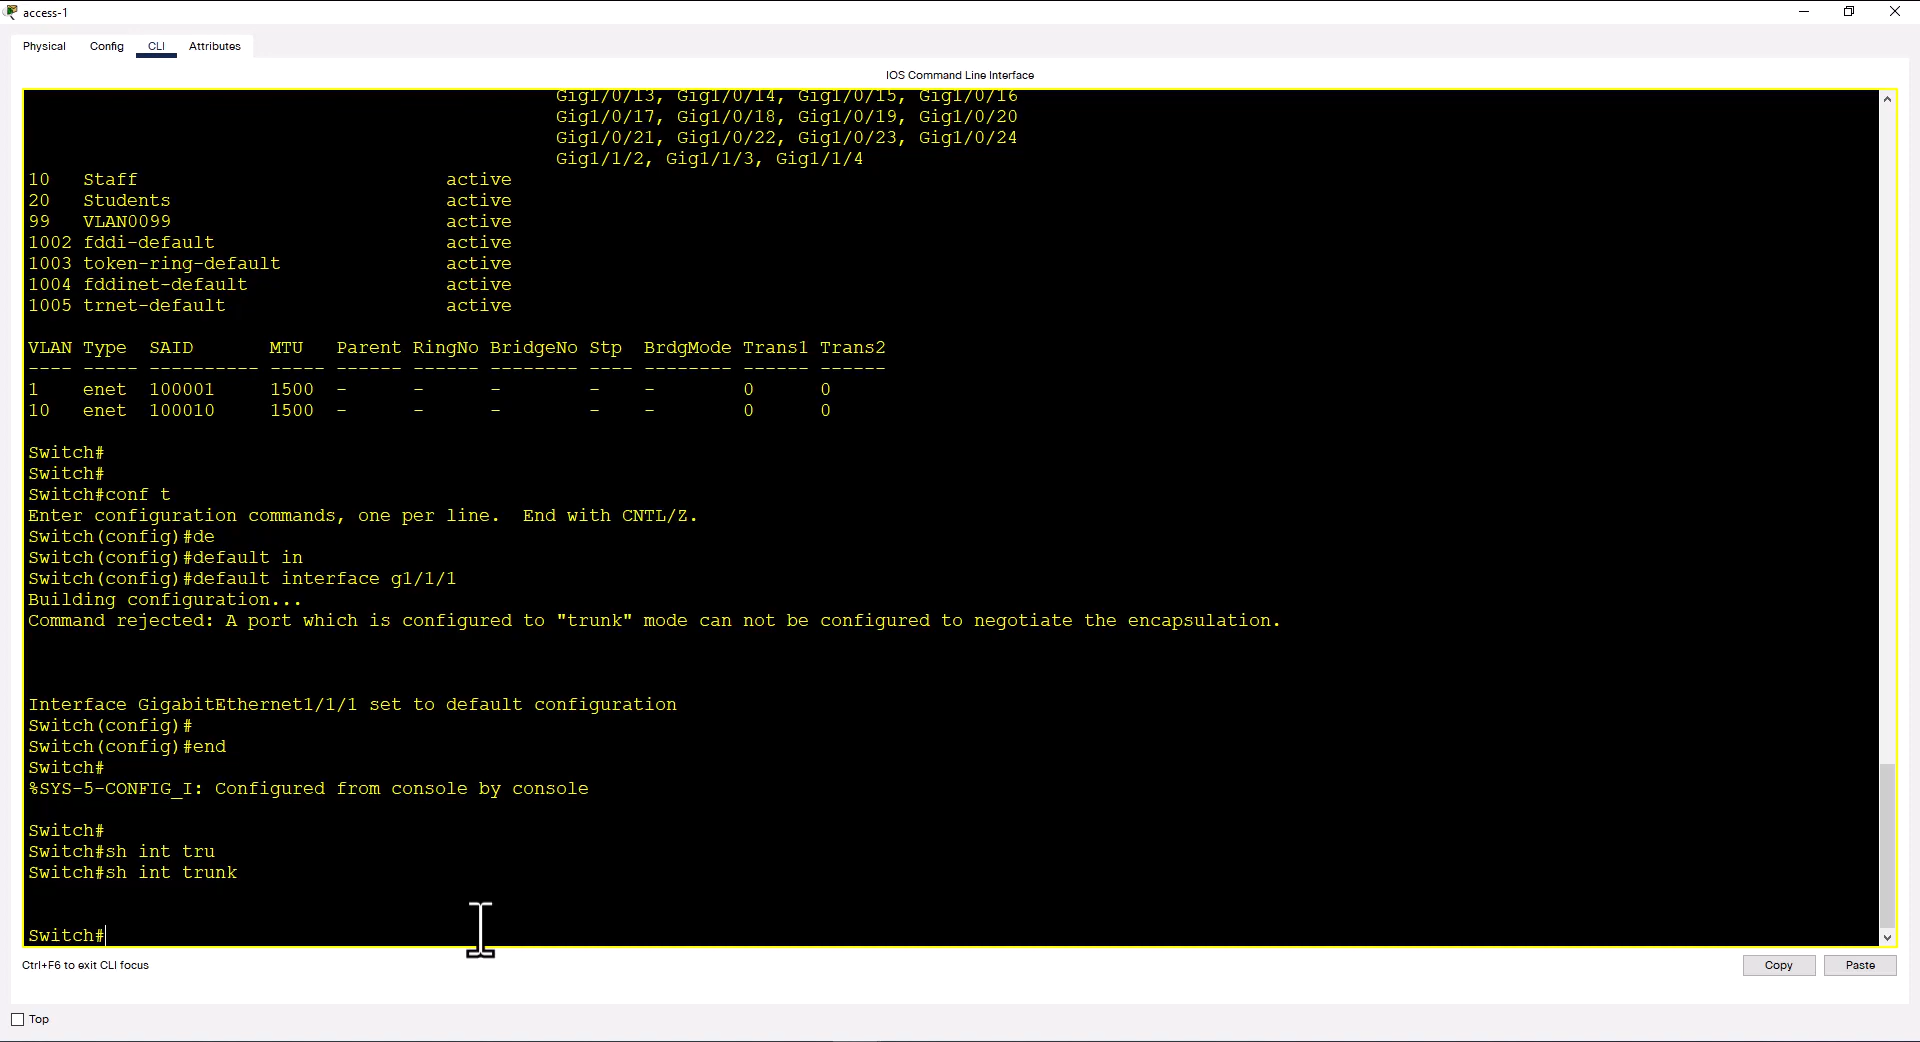 access-1
Physical Config CLI Attributes
IOS Command Line Interface
Gig1/0/13, Gig1/0/14, Gig1/0/15, Gig1/0/16
Gig1/0/17, Gig1/0/18, Gig1/0/19, Gig1/0/20
Gig1/0/21, Gig1/0/22, Gig1/0/23, Gig1/0/24
Gig1/1/2, Gig1/1/3, Gig1/1/4
10 Staff active
20 Students active
99 VLAN0099 active
1002 fddi-default active
1003 token-ring-default active
1004 fddinet-default active
1005 trnet-default active
VLAN Type SAID MTU Parent RingNo BridgeNo Stp BrdgMode Trans1 Trans2
---- ----- ---------- ----- ------ ------ -------- ---- -------- ------ ------
1 enet 100001 1500 - - - - - 0 0
10 enet 100010 1500 - - - - - 0 0
Switch#
Switch#
Switch#conf t
Enter configuration commands, one per line. End with CNTL/Z.
Switch(config)#de
Switch(config)#default in
Switch(config)#default interface g1/1/1
Building configuration...
Command rejected: A port which is configured to "trunk" mode can not be configured to negotiate the encapsulation.
Interface GigabitEthernet1/1/1 set to default configuration
Switch(config)#
Switch(config)#end
Switch#
%SYS-5-CONFIG_I: Configured from console by console
Switch#
Switch#sh int tru
Switch#sh int trunk
Switch#
Ctrl+F6 to exit CLI focus
Copy Paste
Top